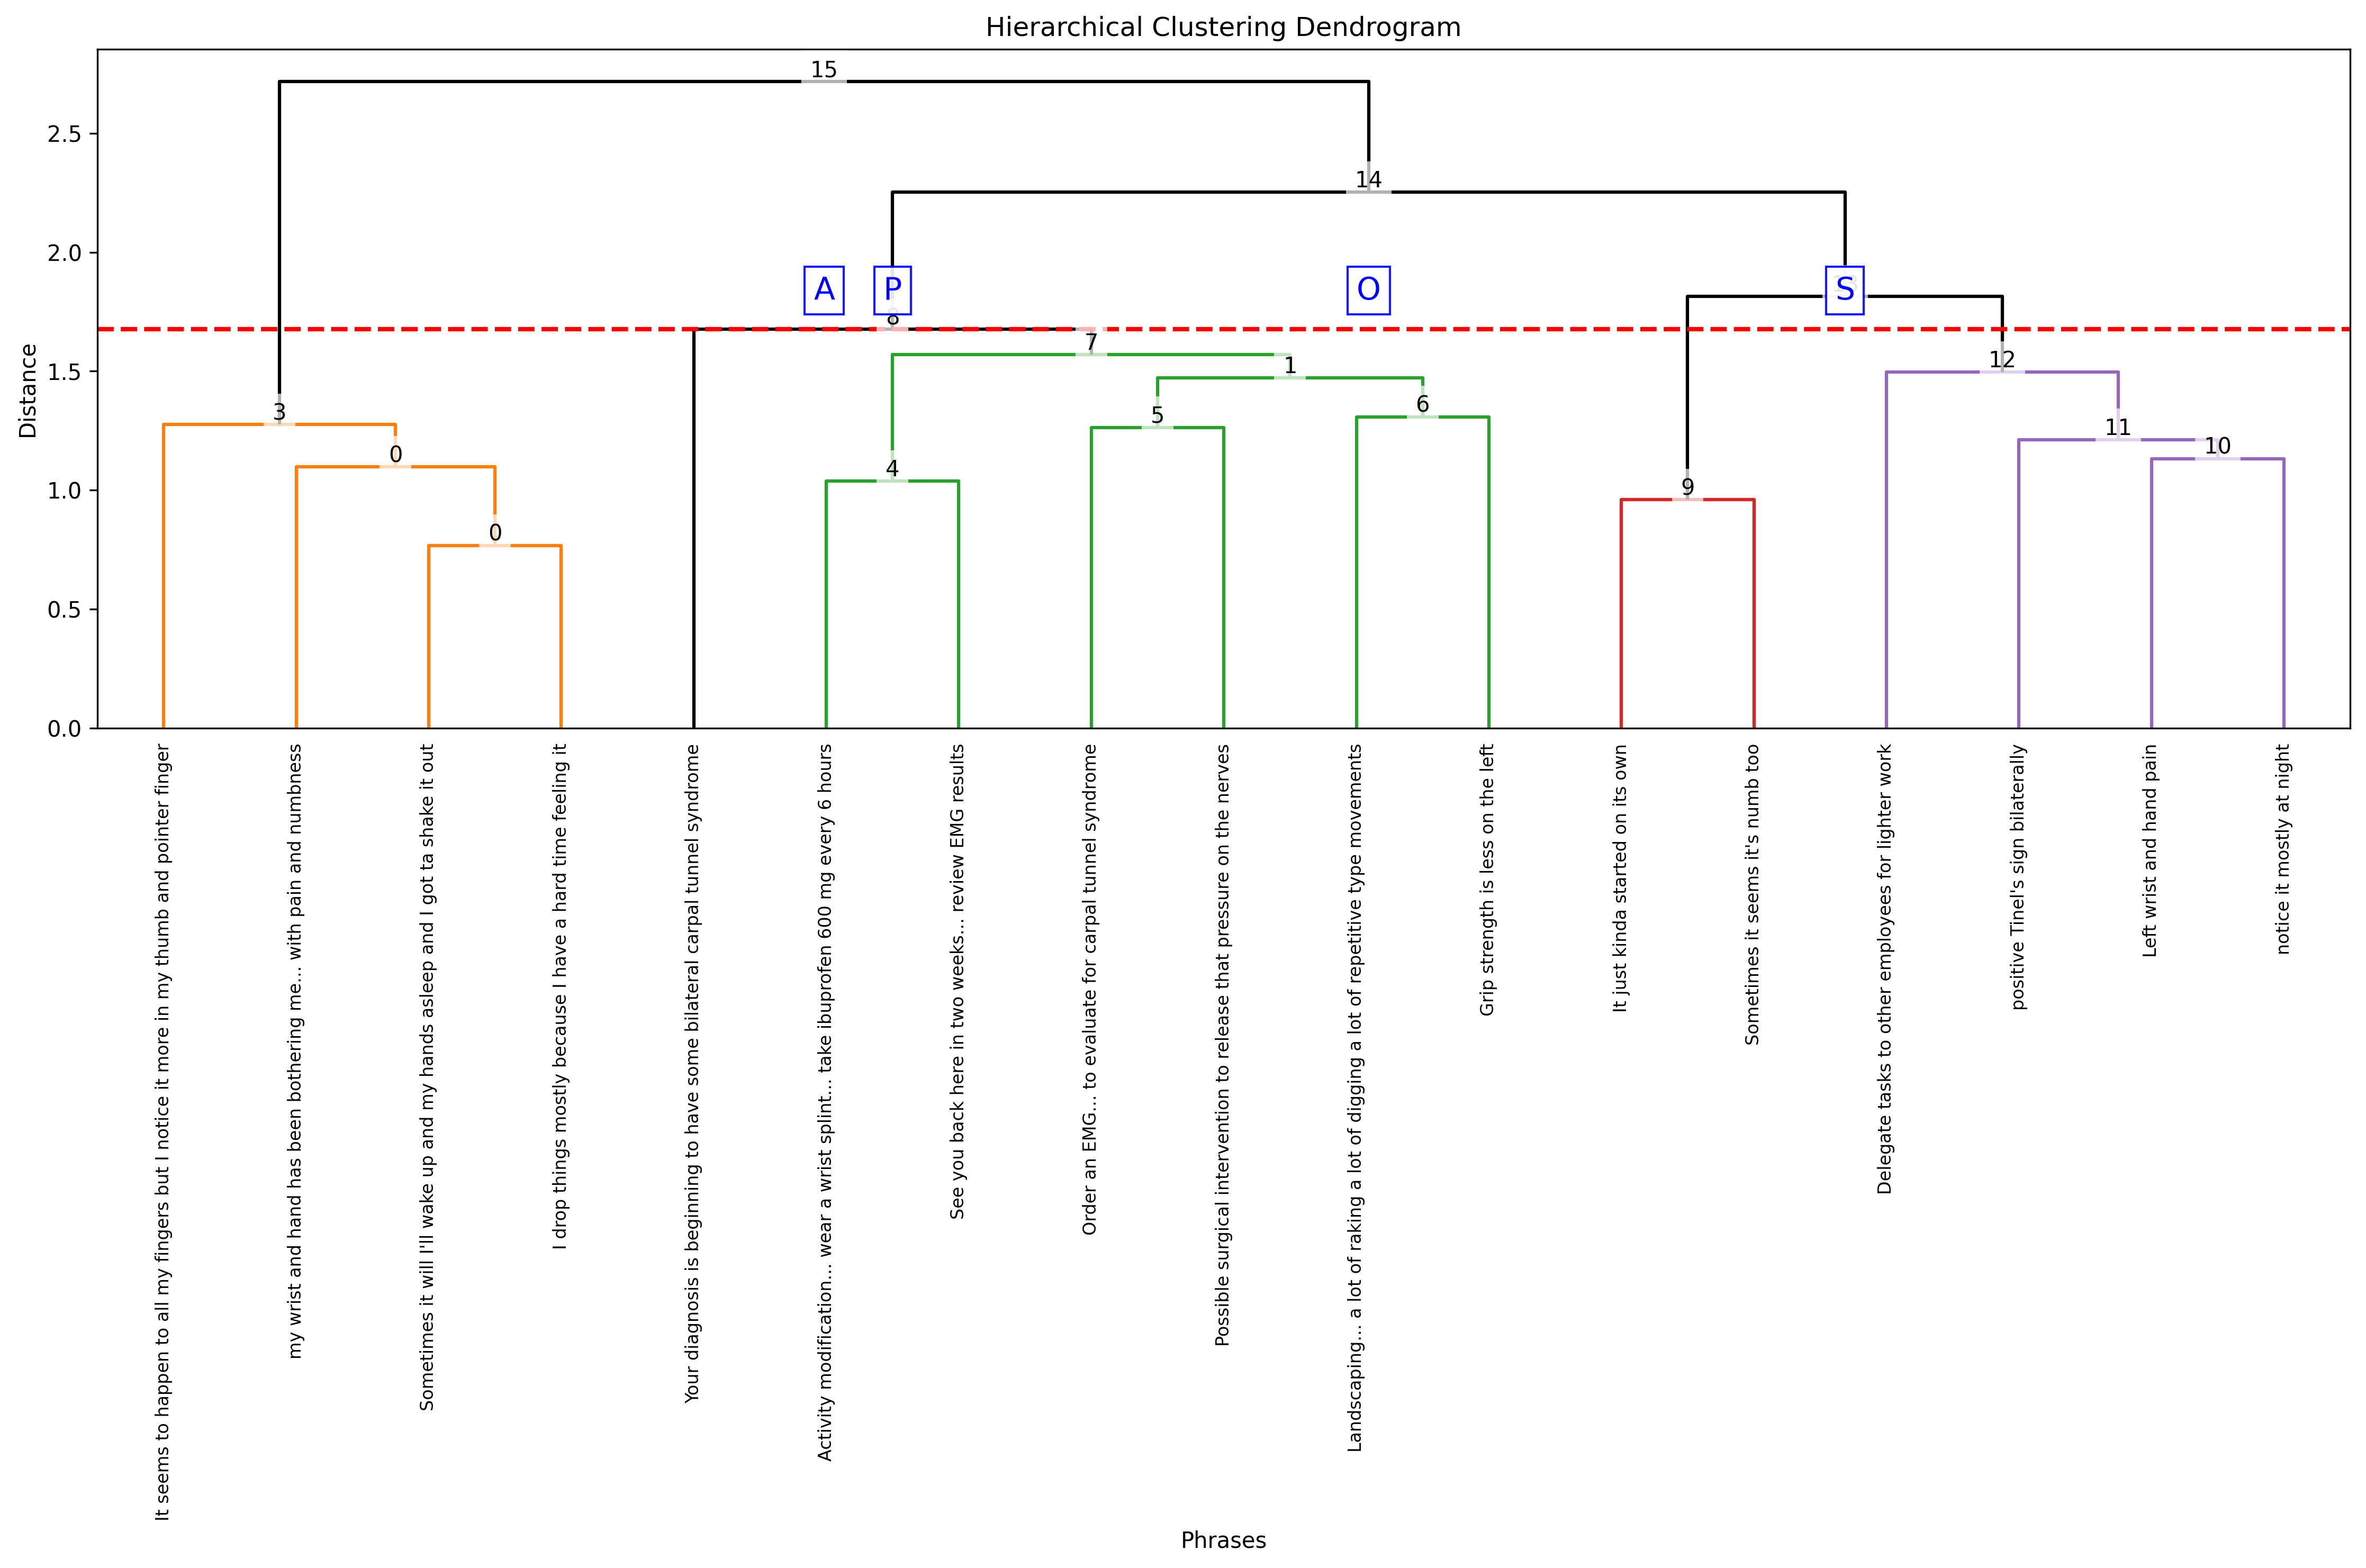 Hierarchical Clustering Dendrogram
15
2.5
14
2.0
A
P
O
S
8
7
12
1.5
1
3
6
5
11
10
0
4
9
1.0
0
0.5
0.0
Distance
It seems to happen to all my fingers but I notice it more in my thumb and pointer finger
my wrist and hand has been bothering me... with pain and numbness
Sometimes it will I'll wake up and my hands asleep and I got ta shake it out
I drop things mostly because I have a hard time feeling it
Your diagnosis is beginning to have some bilateral carpal tunnel syndrome
Activity modification... wear a wrist splint... take ibuprofen 600 mg every 6 hours
See you back here in two weeks... review EMG results
Order an EMG... to evaluate for carpal tunnel syndrome
Possible surgical intervention to release that pressure on the nerves
Landscaping... a lot of raking a lot of digging a lot of repetitive type movements
Grip strength is less on the left
It just kinda started on its own
Sometimes it seems it's numb too
Delegate tasks to other employees for lighter work
positive Tinel's sign bilaterally
Left wrist and hand pain
notice it mostly at night
Phrases